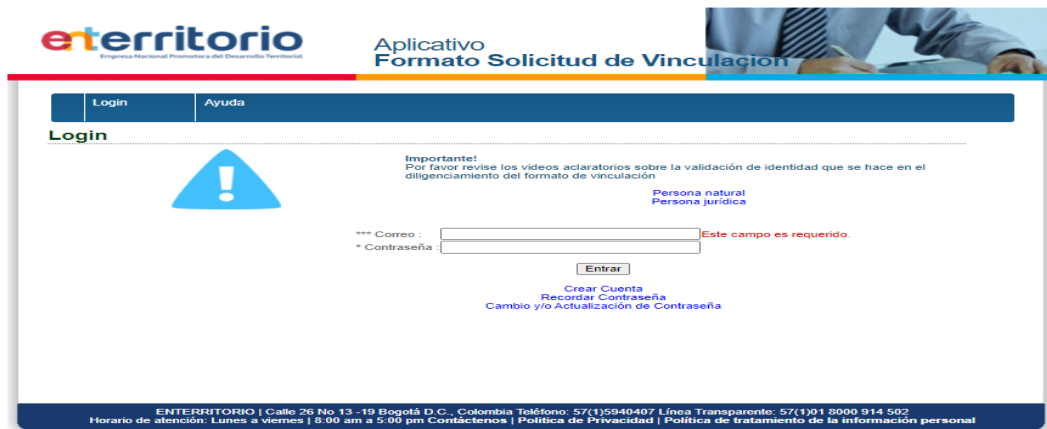 enterritorio
Empresa Nacional Promotora del Desarrollo Territorial
Aplicativo
Formato Solicitud de Vinculación
Login Ayuda
Login
Importante!
Por favor revise los videos aclaratorios sobre la validación de identidad que se hace en el
diligenciamiento del formato de vinculación
Persona natural
Persona jurídica
*** Correo : Este campo es requerido.
* Contraseña :
Entrar
Crear Cuenta
Recordar Contraseña
Cambio y/o Actualización de Contraseña
ENTERRITORIO | Calle 26 No 13 -19 Bogotá D.C., Colombia Teléfono: 57(1)5940407 Línea Transparente: 57(1)01 8000 914 502
Horario de atención: Lunes a viernes | 8:00 am a 5:00 pm Contáctenos | Política de Privacidad | Política de tratamiento de la información personal